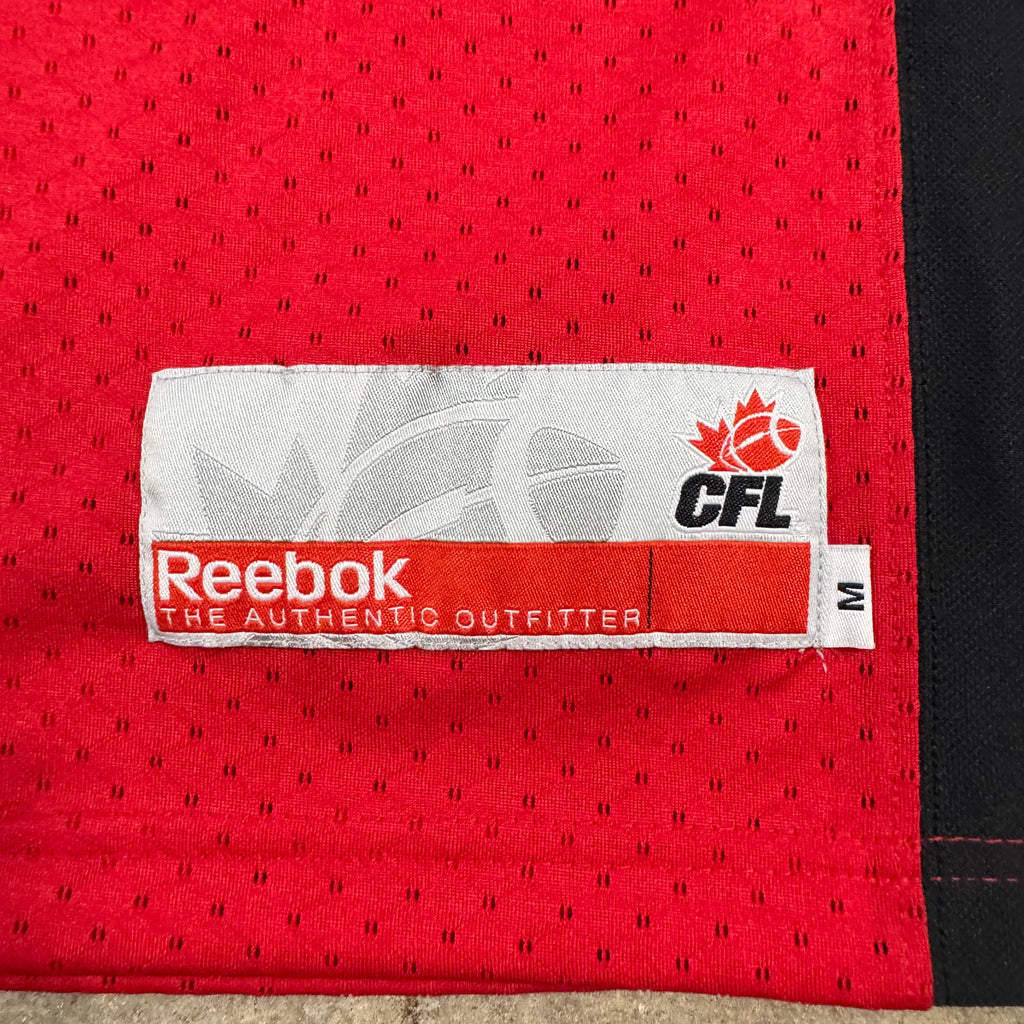 CFL
Reebok
THE AUTHENTIC OUTFITTER
M